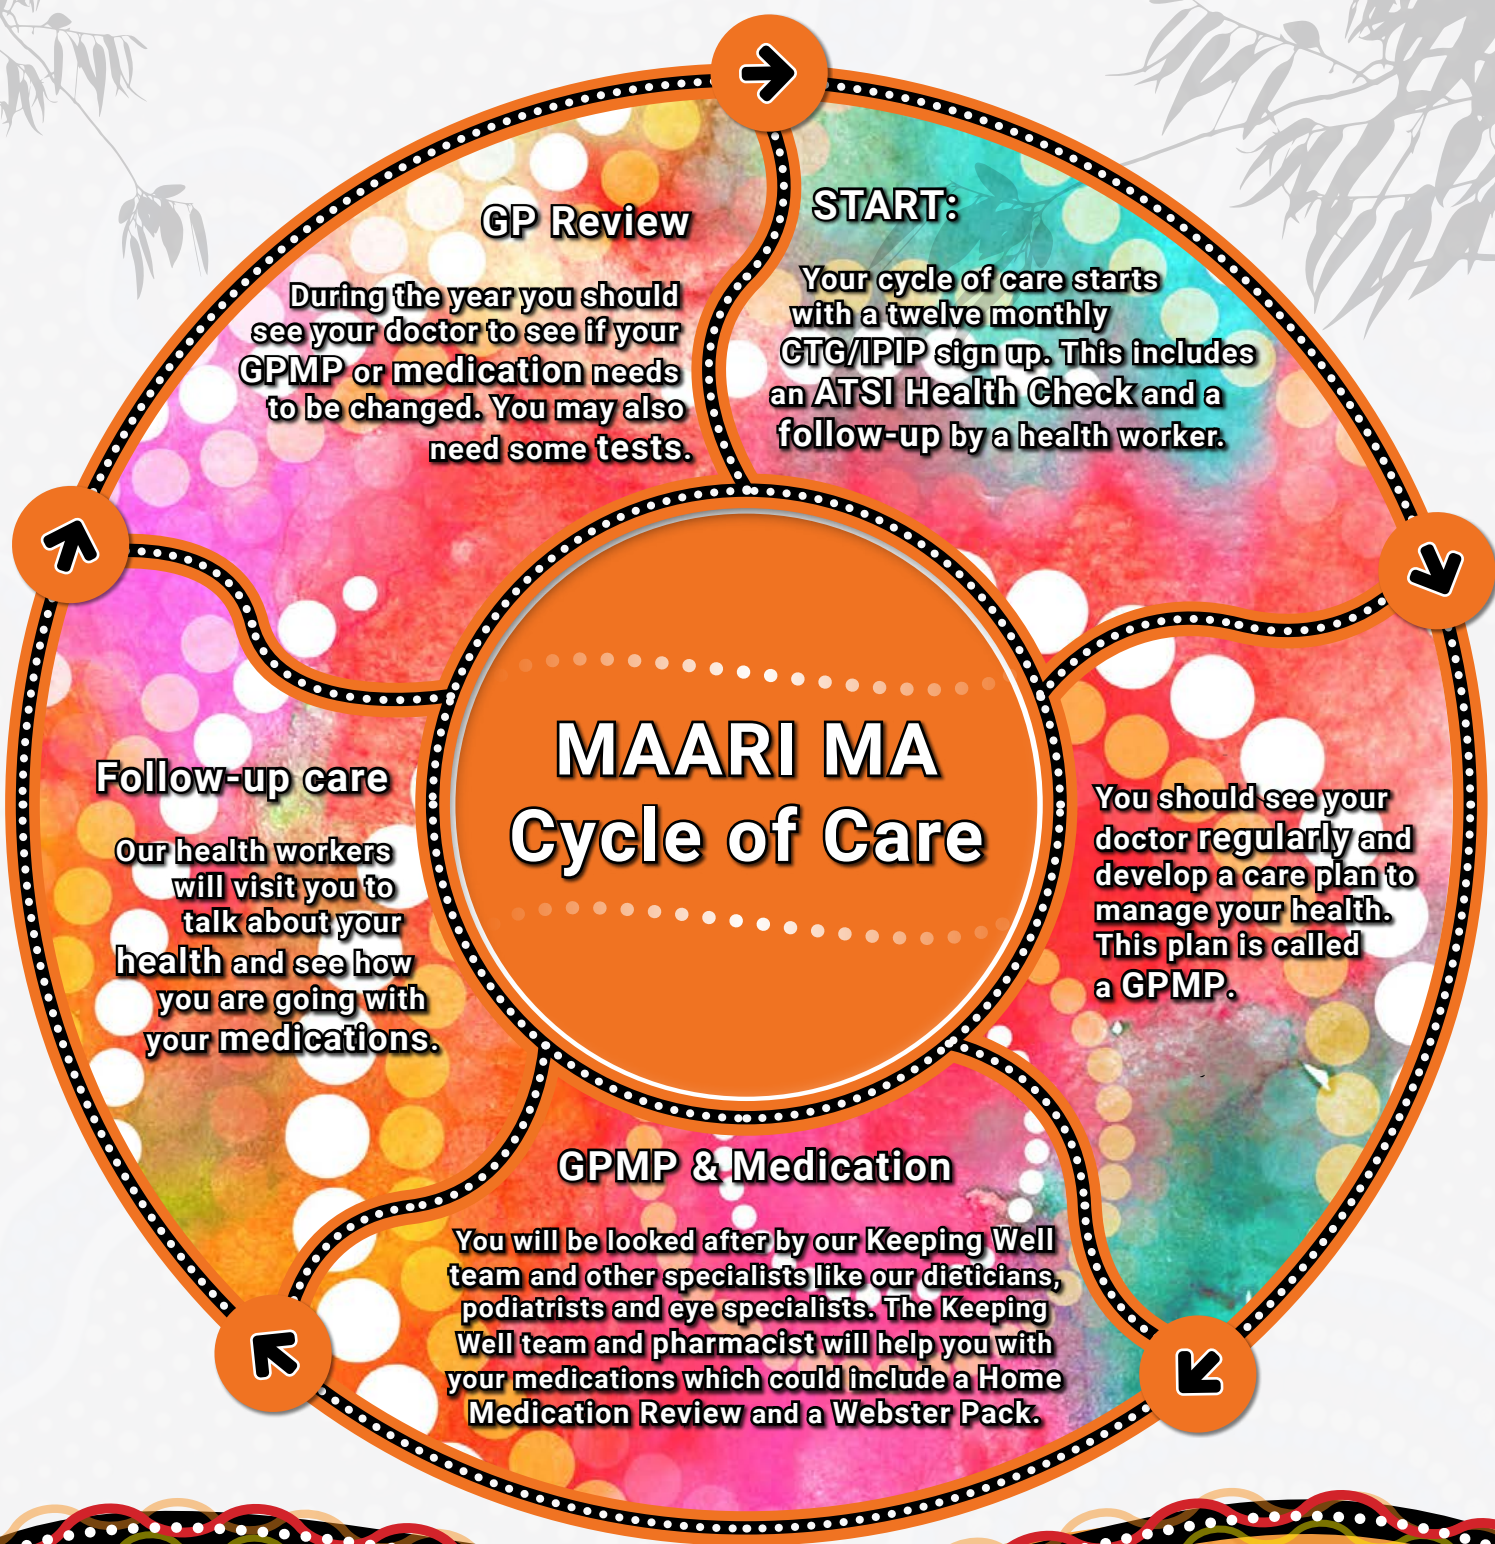 MAARI MA
Cycle of Care
START:
Your cycle of care starts
with a twelve monthly
CTG/IPIP sign up. This includes
an ATSI Health Check and a
follow-up by a health worker.
You should see your
doctor regularly and
develop a care plan to
manage your health.
This plan is called
a GPMP.
GPMP & Medication
You will be looked after by our Keeping Well
team and other specialists like our dieticians,
podiatrists and eye specialists. The Keeping
Well team and pharmacist will help you with
your medications which could include a Home
Medication Review and a Webster Pack.
Follow-up care
Our health workers
will visit you to
talk about your
health and see how
you are going with
your medications.
GP Review
During the year you should
see your doctor to see if your
GPMP or medication needs
to be changed. You may also
need some tests.